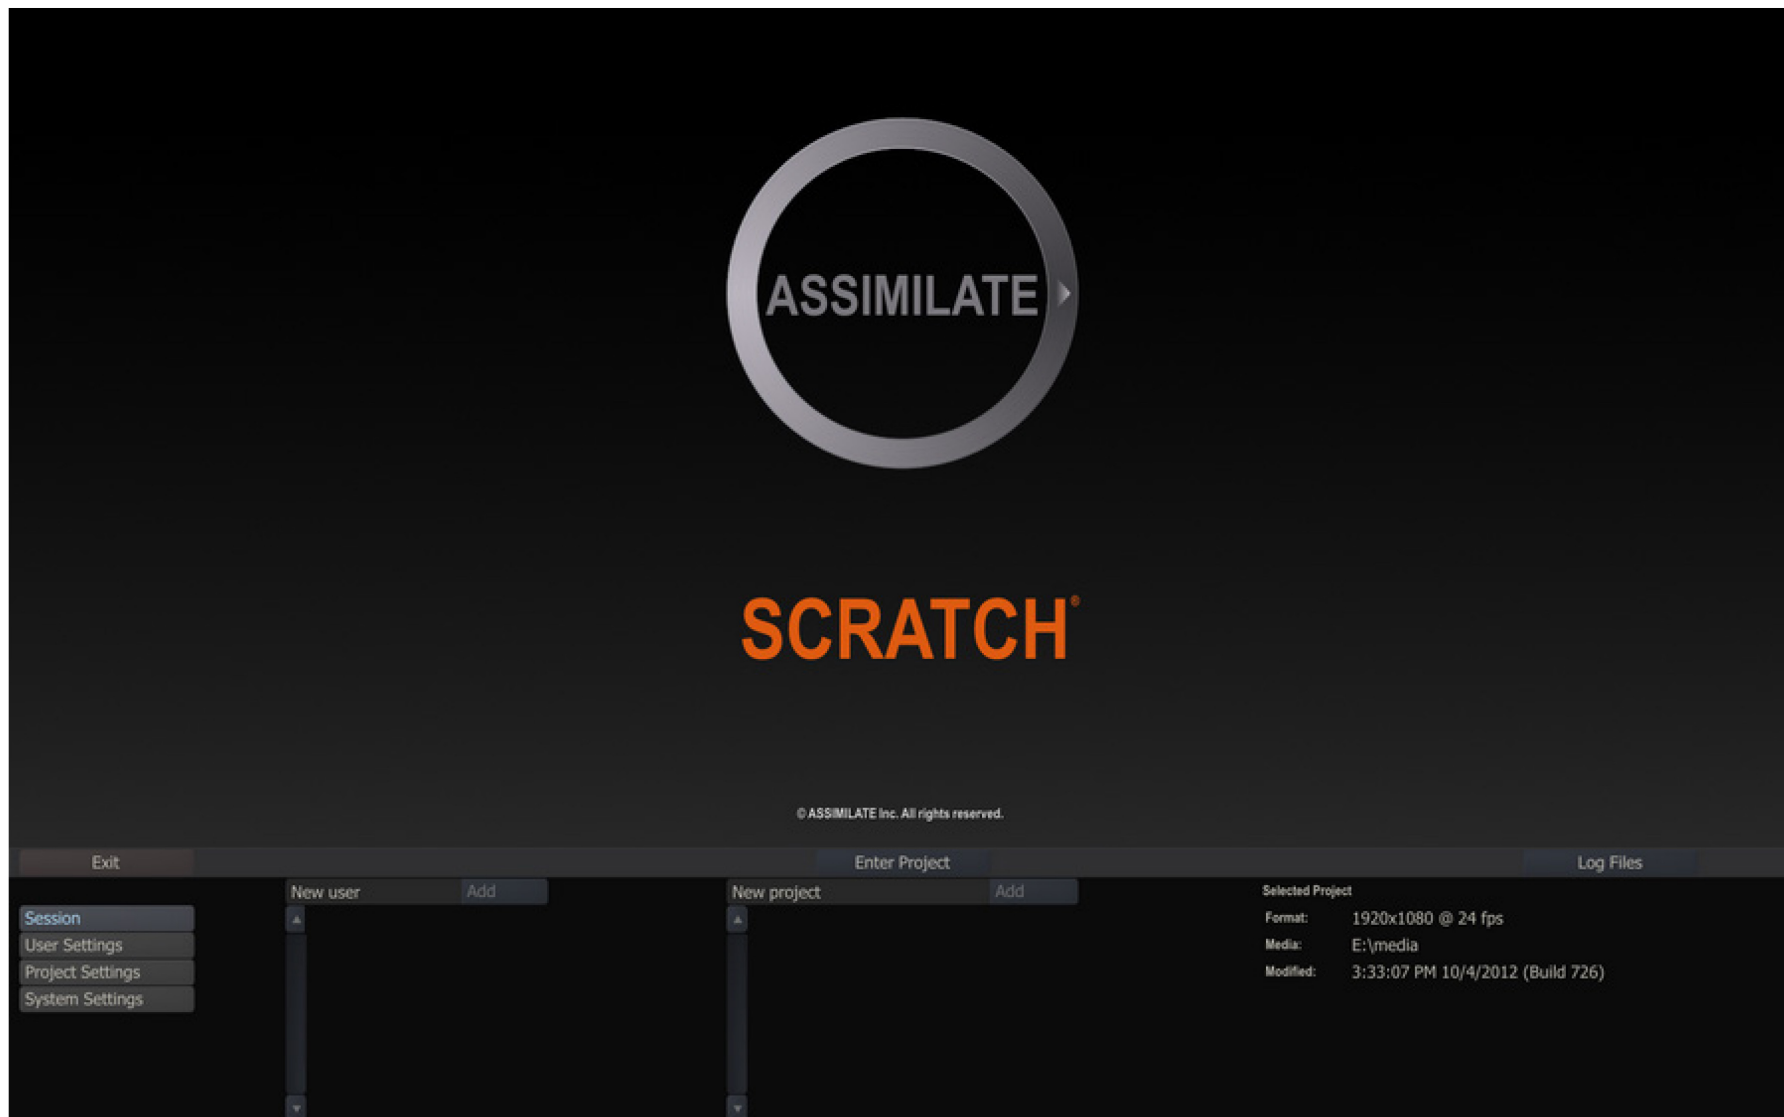 ASSIMILATE
SCRATCH®
© ASSIMILATE Inc. All rights reserved.
Exit
Enter Project
Log Files
Session
User Settings
Project Settings
System Settings
New user
Add
New project
Add
Selected Project
Format: 1920x1080 @ 24 fps
Media: E:\media
Modified: 3:33:07 PM 10/4/2012 (Build 726)